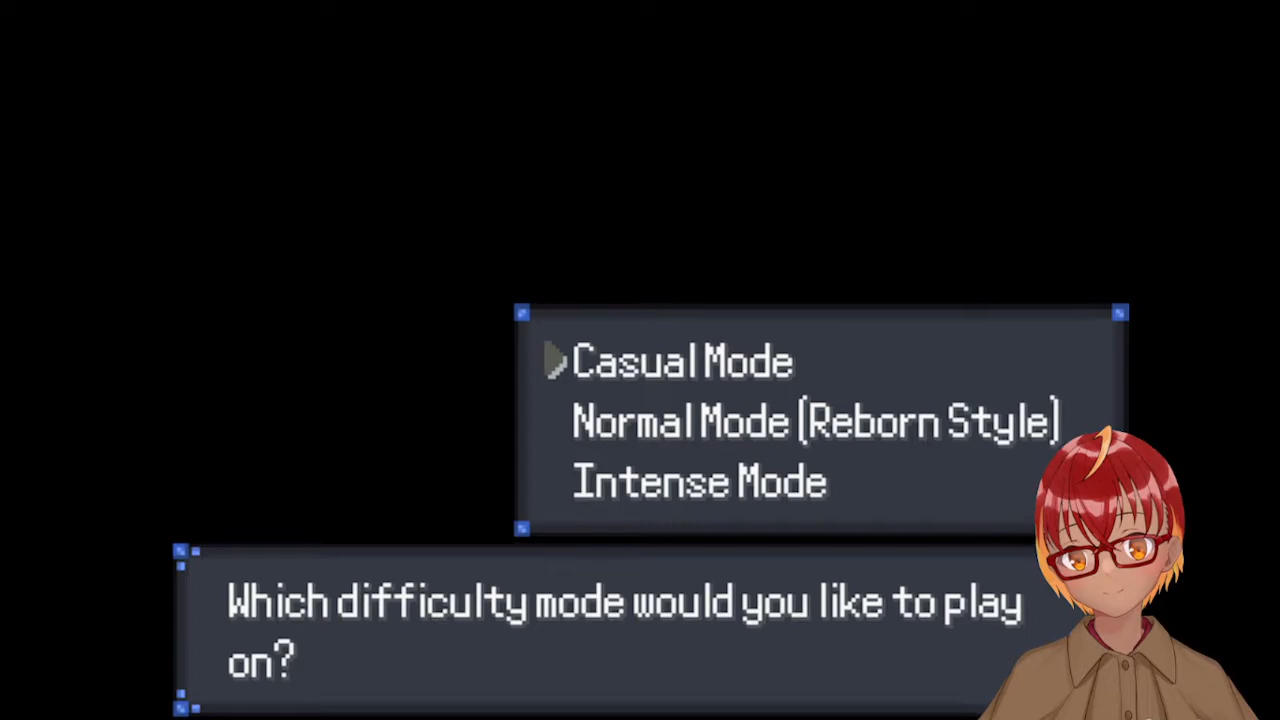 Casual Mode
Normal Mode (Reborn Style)
Intense Mode
Which difficulty mode would you like to play
on?